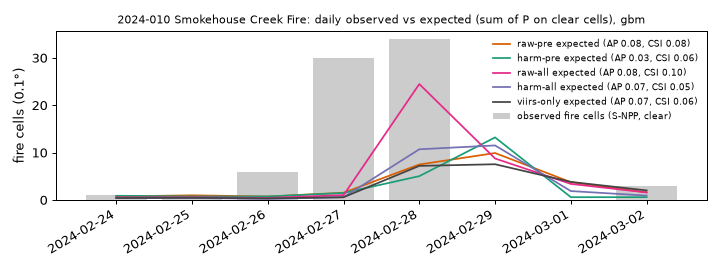 2024-010 Smokehouse Creek Fire: daily observed vs expected (sum of P on clear cells), gbm
fire cells (0.1°)
30
20
10
0
raw-pre expected (AP 0.08, CSI 0.08)
harm-pre expected (AP 0.03, CSI 0.06)
raw-all expected (AP 0.08, CSI 0.10)
harm-all expected (AP 0.07, CSI 0.05)
viirs-only expected (AP 0.07, CSI 0.06)
observed fire cells (S-NPP, clear)
2024-02-24
2024-02-25
2024-02-26
2024-02-27
2024-02-28
2024-02-29
2024-03-01
2024-03-02